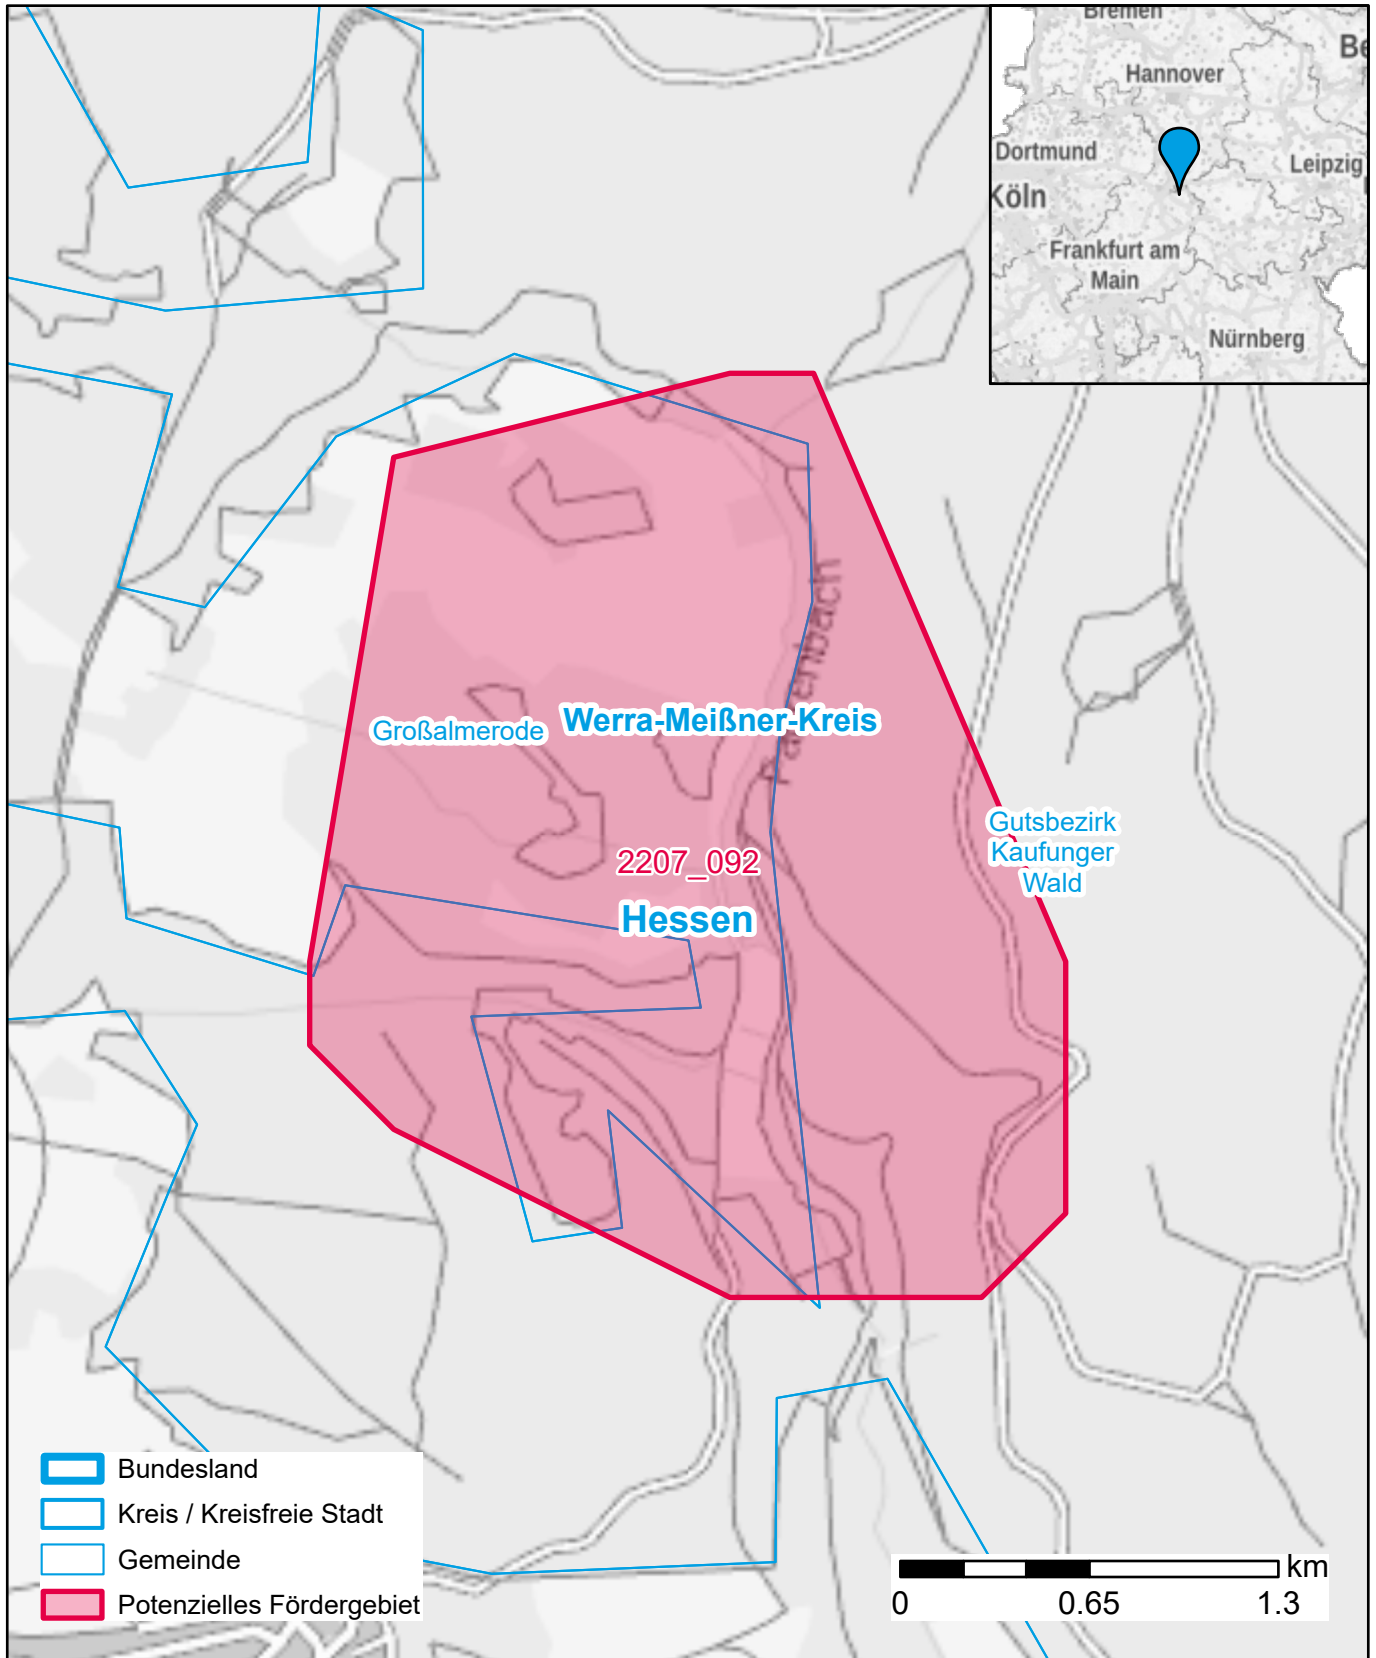 Bremen
Hannover
Dortmund
Leipzig
Köln
Frankfurt am
Main
Nürnberg
Großalmerode
Werra-Meißner-Kreis
Gutsbezirk
Kaufunger
Wald
2207_092
Hessen
Bundesland
Kreis / Kreisfreie Stadt
Gemeinde
Potenzielles Fördergebiet
km
0 0.65 1.3